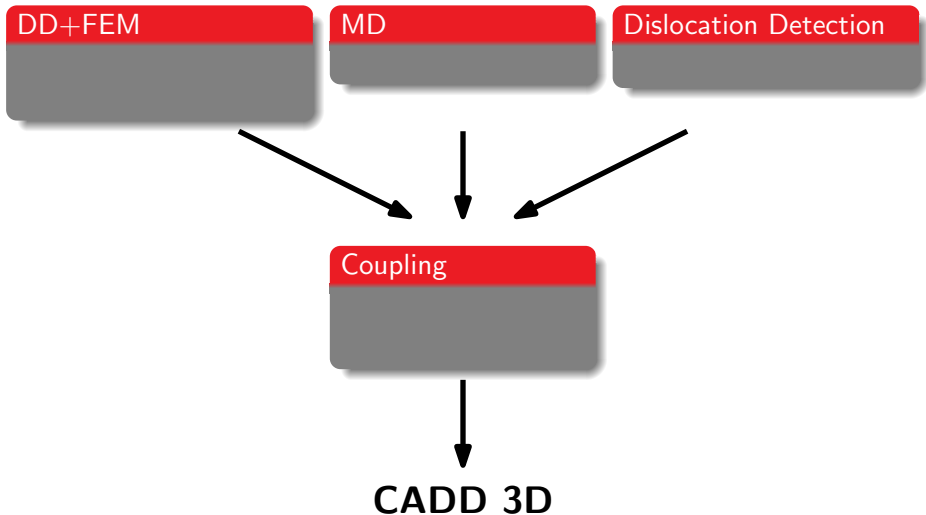 DD+FEM
MD
Dislocation Detection
Coupling
CADD 3D